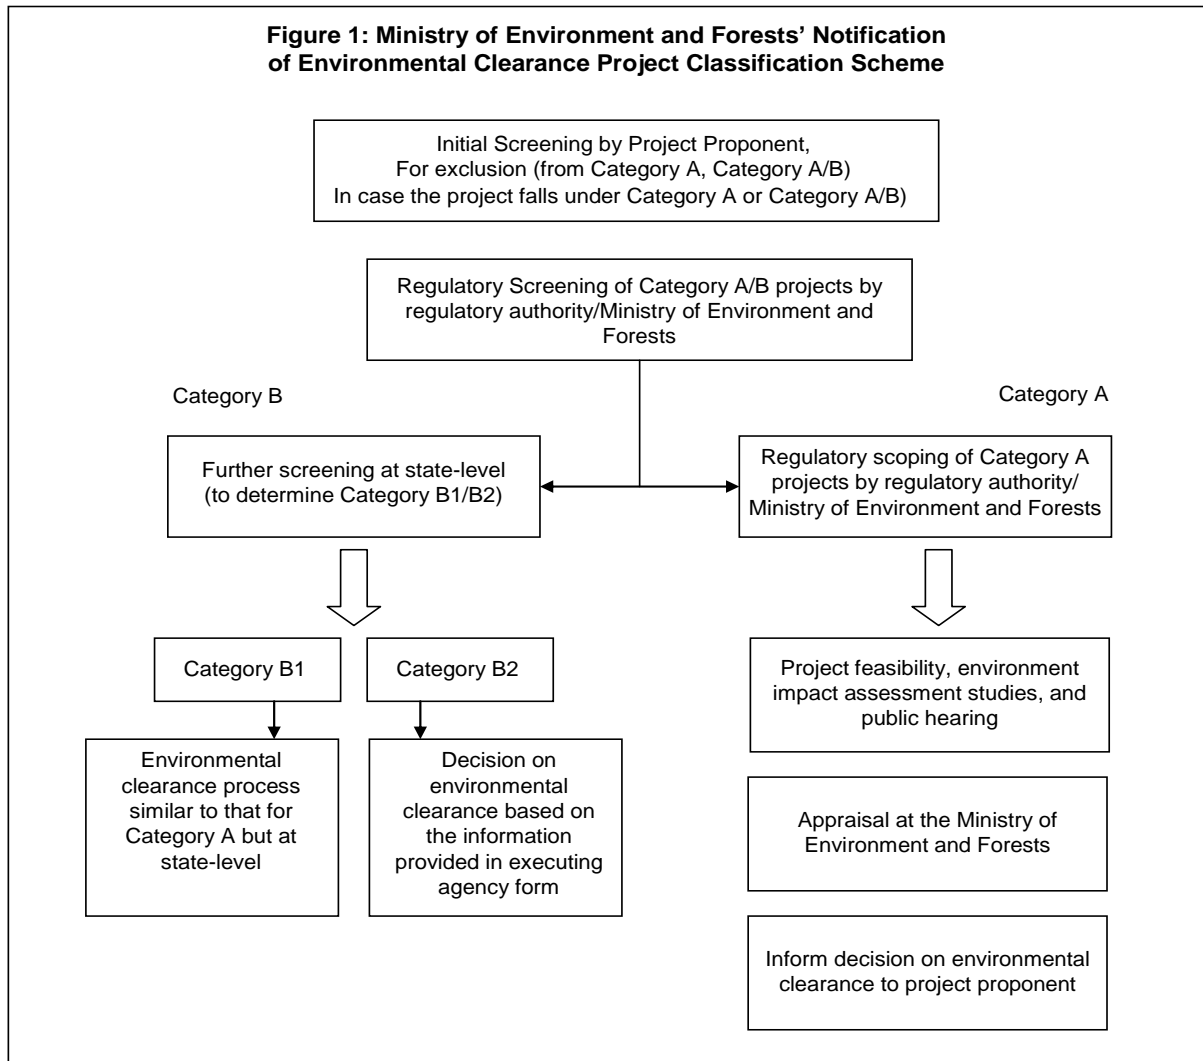 Figure 1: Ministry of Environment and Forests’ Notification
of Environmental Clearance Project Classification Scheme
Initial Screening by Project Proponent,
For exclusion (from Category A, Category A/B)
In case the project falls under Category A or Category A/B)
Regulatory Screening of Category A/B projects by
regulatory authority/Ministry of Environment and
Forests
Category B
Category A
Further screening at state-level
(to determine Category B1/B2)
Regulatory scoping of Category A
projects by regulatory authority/
Ministry of Environment and Forests
Category B1
Category B2
Environmental
clearance process
similar to that for
Category A but at
state-level
Decision on
environmental
clearance based on
the information
provided in executing
agency form
Project feasibility, environment
impact assessment studies, and
public hearing
Appraisal at the Ministry of
Environment and Forests
Inform decision on environmental
clearance to project proponent